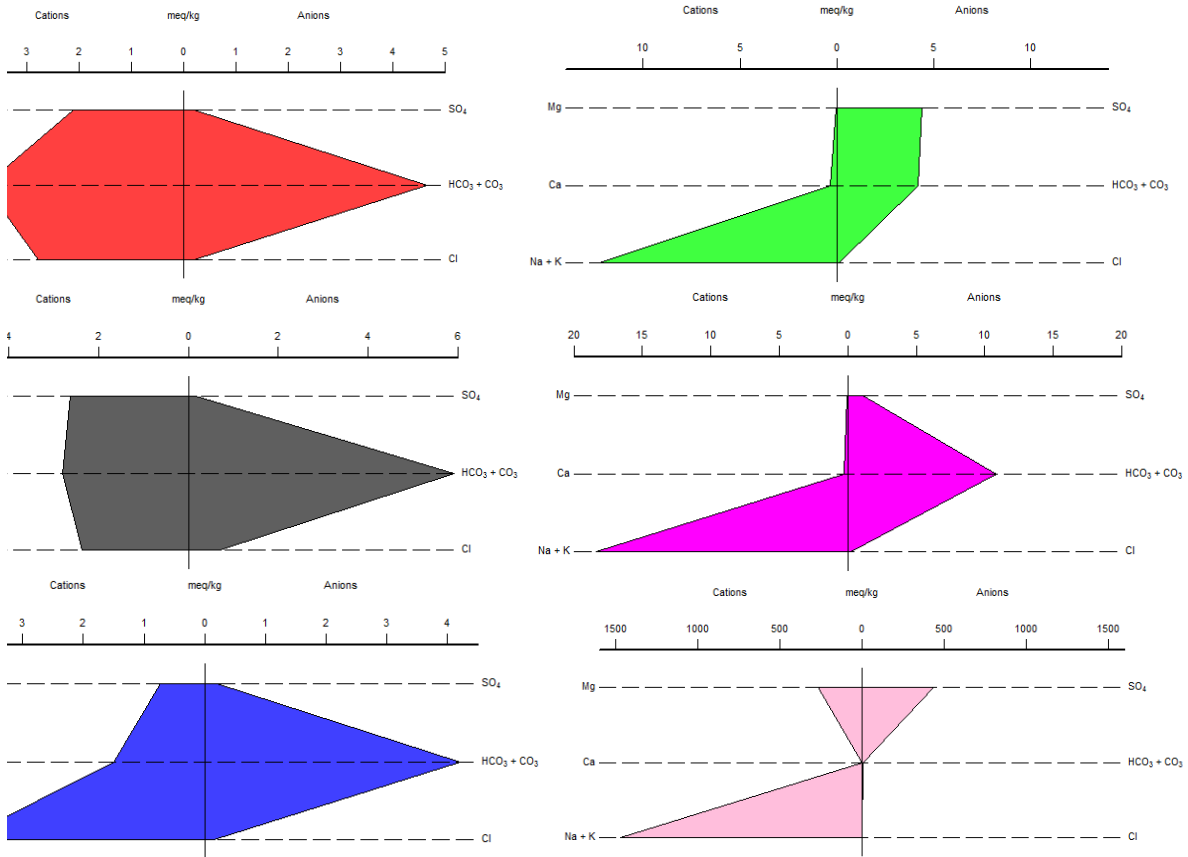 Cations meq/kg Anions
3 2 1 0 1 2 3 4 5
SO₄
HCO₃ + CO₃
Cl
Cations meq/kg Anions
10 5 0 5 10
Mg SO₄
Ca HCO₃ + CO₃
Na + K Cl
Cations meq/kg Anions
4 2 0 2 4 6
SO₄
HCO₃ + CO₃
Cl
Cations meq/kg Anions
20 15 10 5 0 5 10 15 20
Mg SO₄
Ca HCO₃ + CO₃
Na + K Cl
Cations meq/kg Anions
3 2 1 0 1 2 3 4
SO₄
HCO₃ + CO₃
Cl
Cations meq/kg Anions
1500 1000 500 0 500 1000 1500
Mg SO₄
Ca HCO₃ + CO₃
Na + K Cl